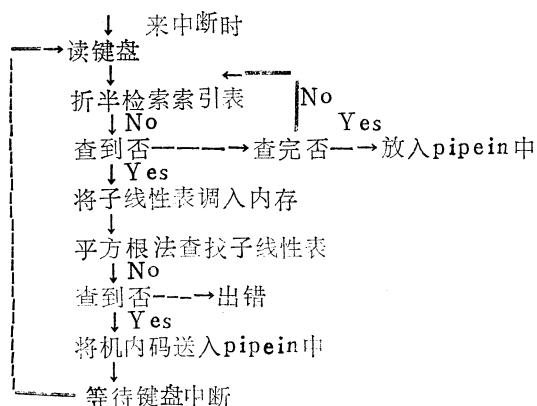 来中断时
读键盘
折半检索索引表
No
No
Yes
查到否
查完否
放入pipein中
Yes
将子线性表调入内存
平方根法查找子线性表
No
查到否
出错
Yes
将机内码送入pipein中
等待键盘中断